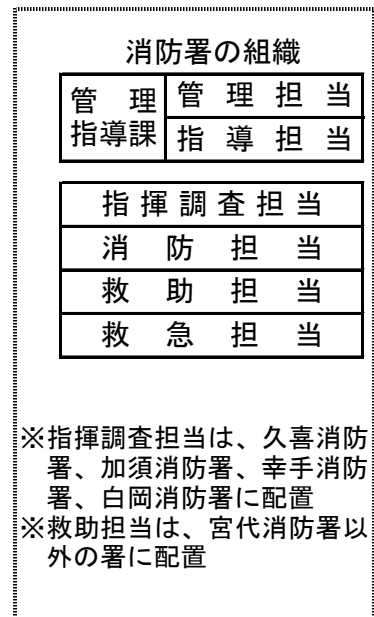 消防署の組織
管理 管理担当
指導課 指導担当
指揮調査担当
消防担当
救助担当
救急担当
※指揮調査担当は、久喜消防
署、加須消防署、幸手消防
署、白岡消防署に配置
※救助担当は、宮代消防署以
外の署に配置